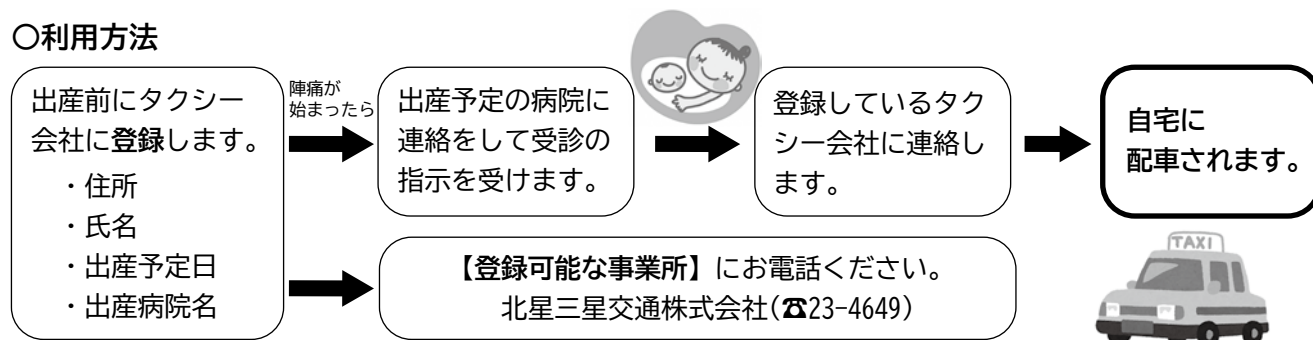 〇利用方法
出産前にタクシー
会社に登録します。
・住所
・氏名
・出産予定日
・出産病院名
陣痛が
始まったら
出産予定の病院に
連絡をして受診の
指示を受けます。
登録しているタク
シー会社に連絡し
ます。
自宅に
配車されます。
【登録可能な事業所】にお電話ください。
北星三星交通株式会社(☎23-4649)
TAXI